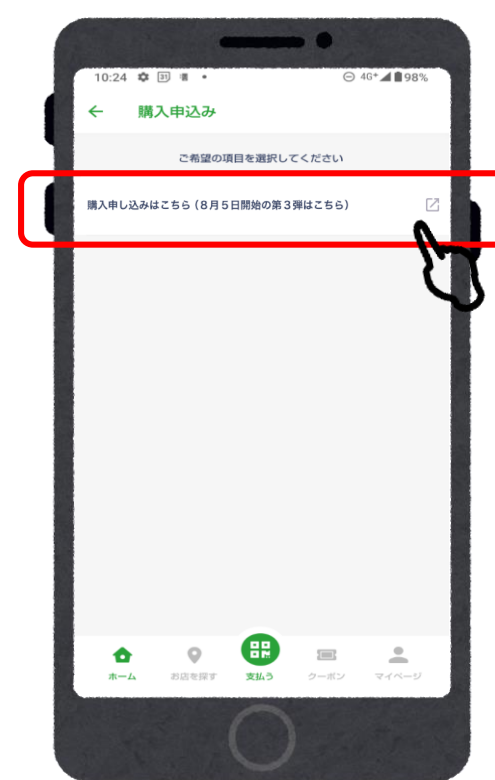 10:24 31 4G+ 98%
購入申込み
ご希望の項目を選択してください
購入申し込みはこちら（８月５日開始の第３弾はこちら）
ホーム お店を探す 支払う クーポン マイページ